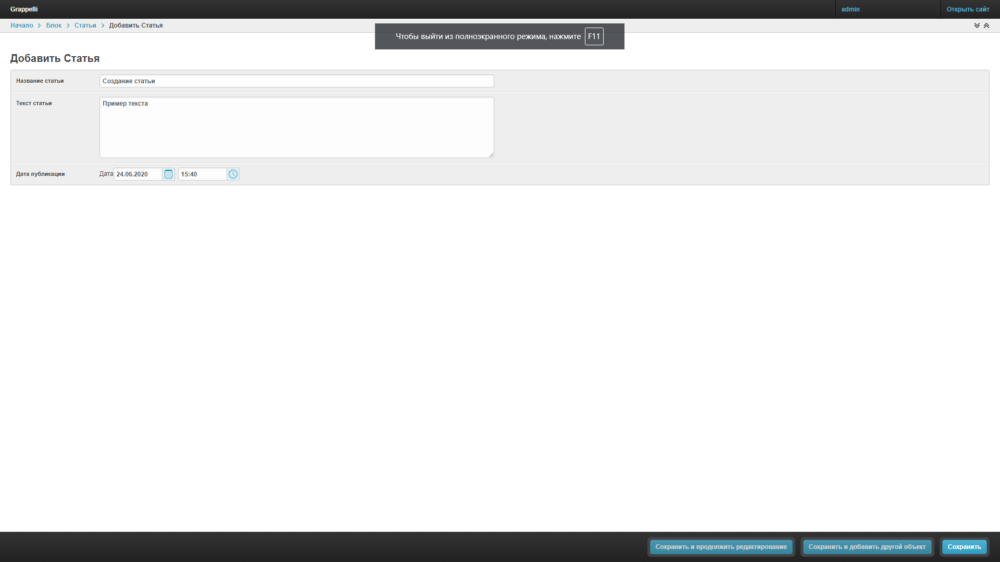 Grappelli
admin
Открыть сайт
Начало > Блок > Статьи > Добавить Статья
Чтобы выйти из полноэкранного режима, нажмите F11
Добавить Статья
Название статьи
Создание статьи
Текст статьи
Пример текста
Дата публикации
Дата 24.06.2020 15:40
Сохранить и продолжить редактирование
Сохранить и добавить другой объект
Сохранить